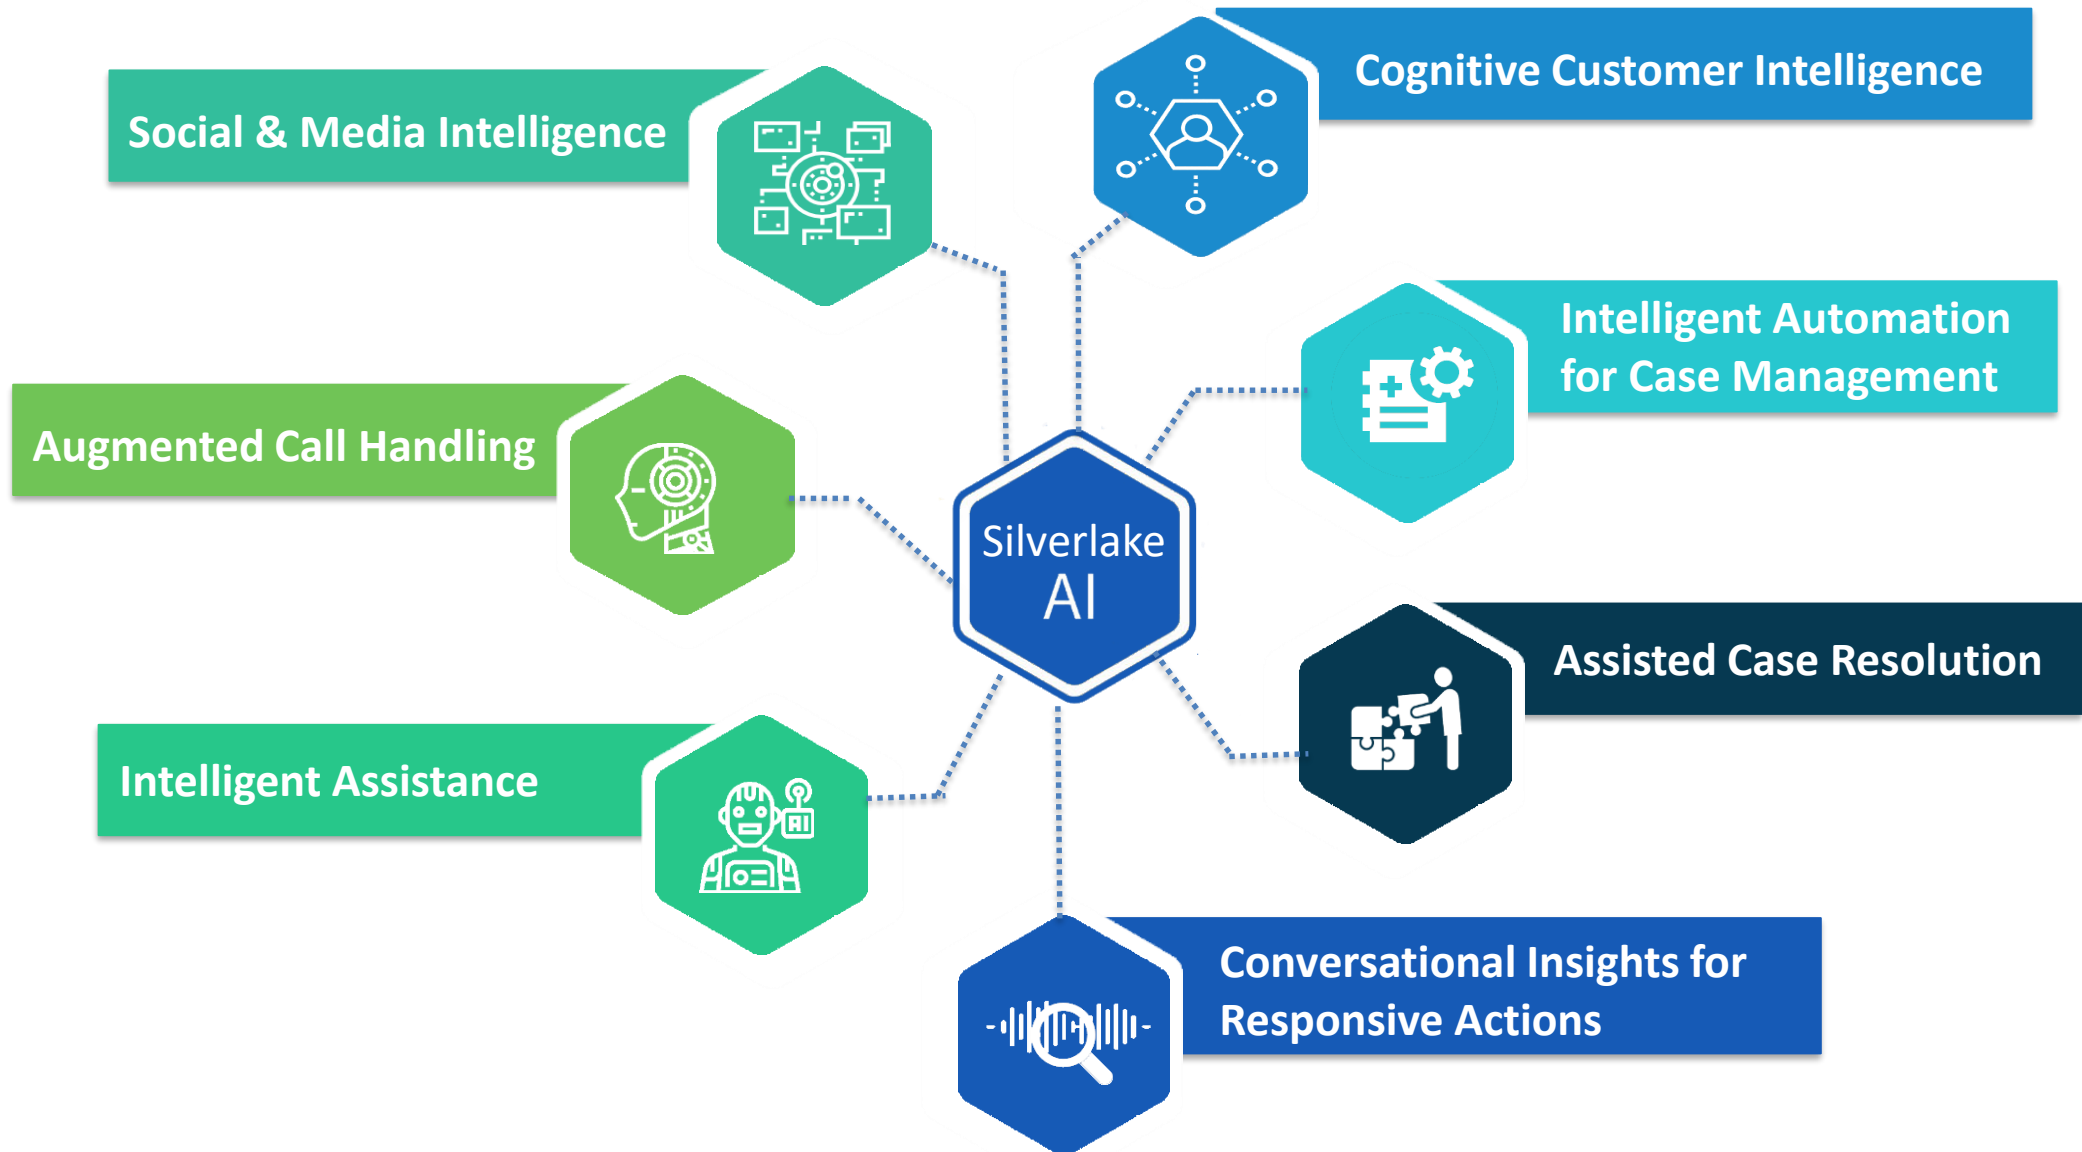 Cognitive Customer Intelligence
Social & Media Intelligence
Intelligent Automation
for Case Management
Augmented Call Handling
Silverlake
AI
Assisted Case Resolution
Intelligent Assistance
AI
Conversational Insights for
Responsive Actions